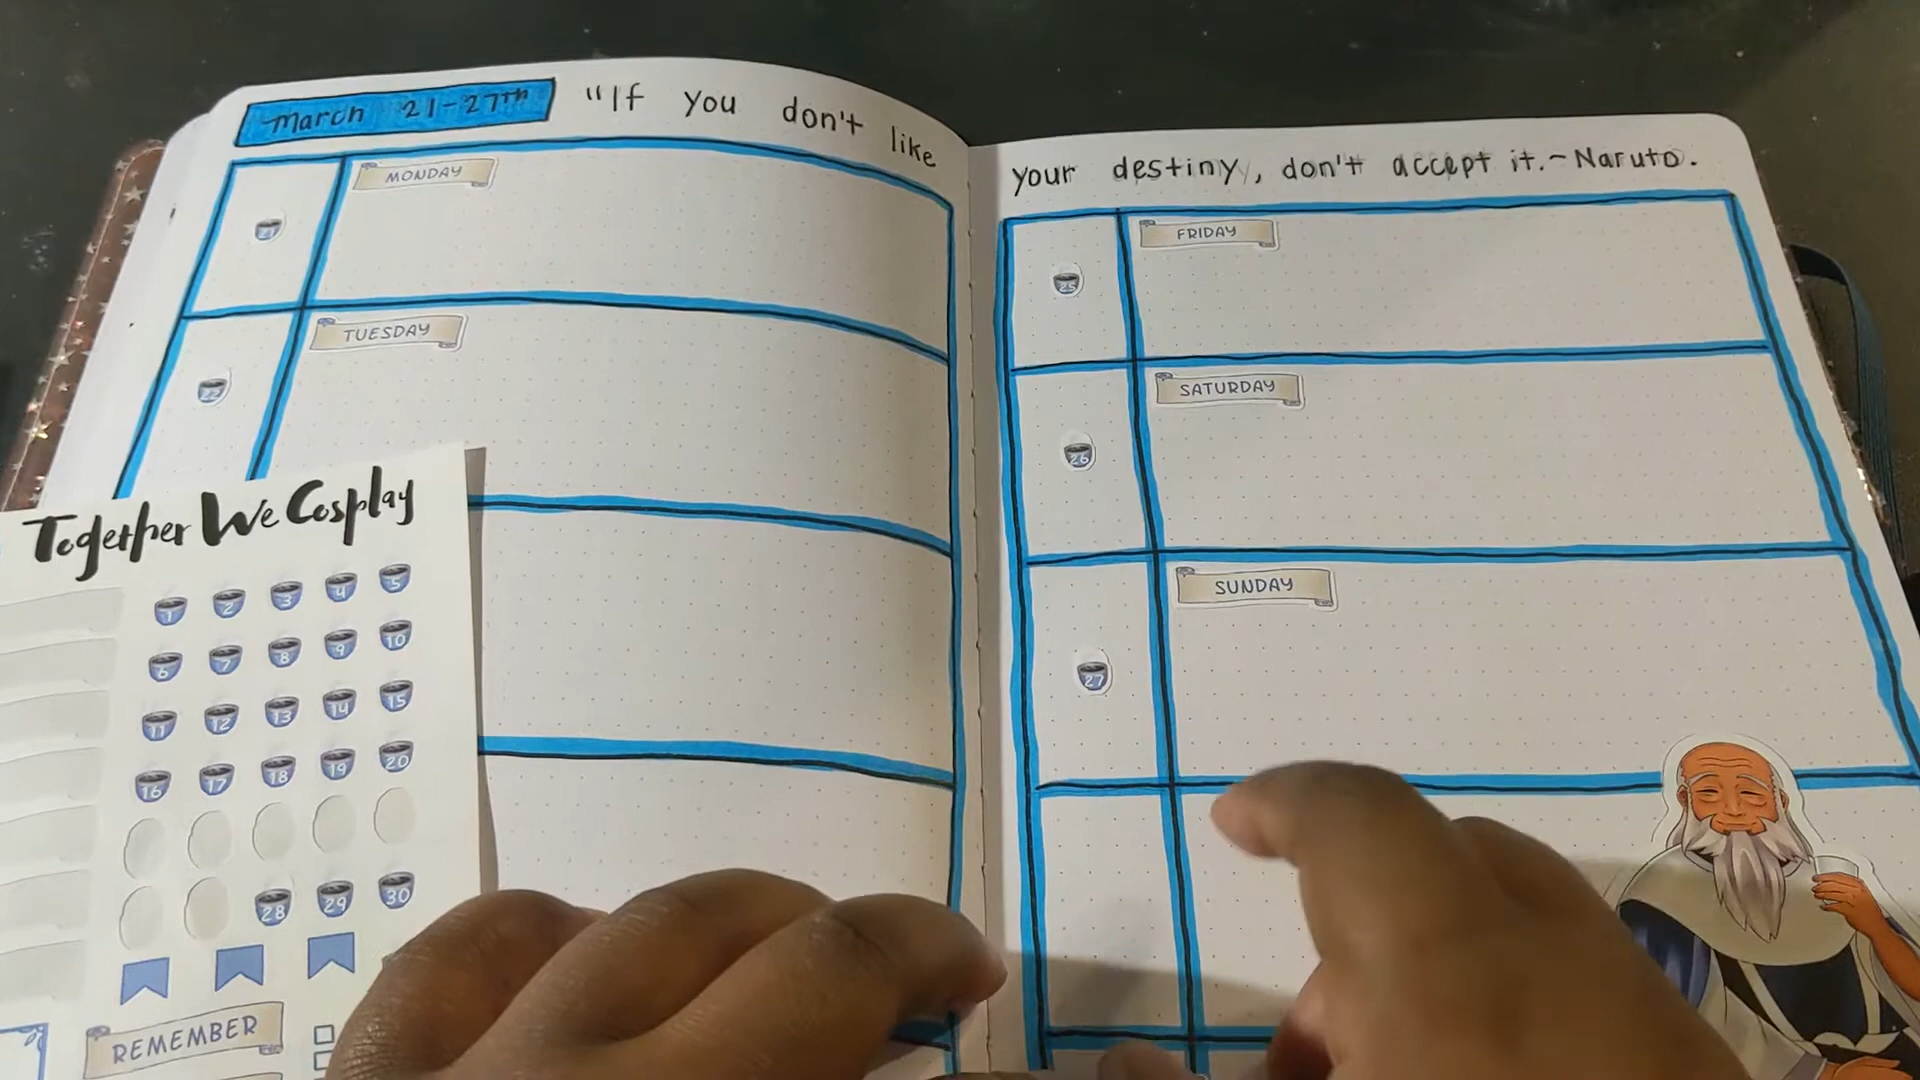 March 21-27th
"If you don't like
your destiny, don't accept it.~Naruto.
MONDAY
21
TUESDAY
22
FRIDAY
25
SATURDAY
26
SUNDAY
27
Together We Cosplay
1 2 3 4 5
6 7 8 9 10
11 12 13 14 15
16 17 18 19 20
28 29 30
REMEMBER